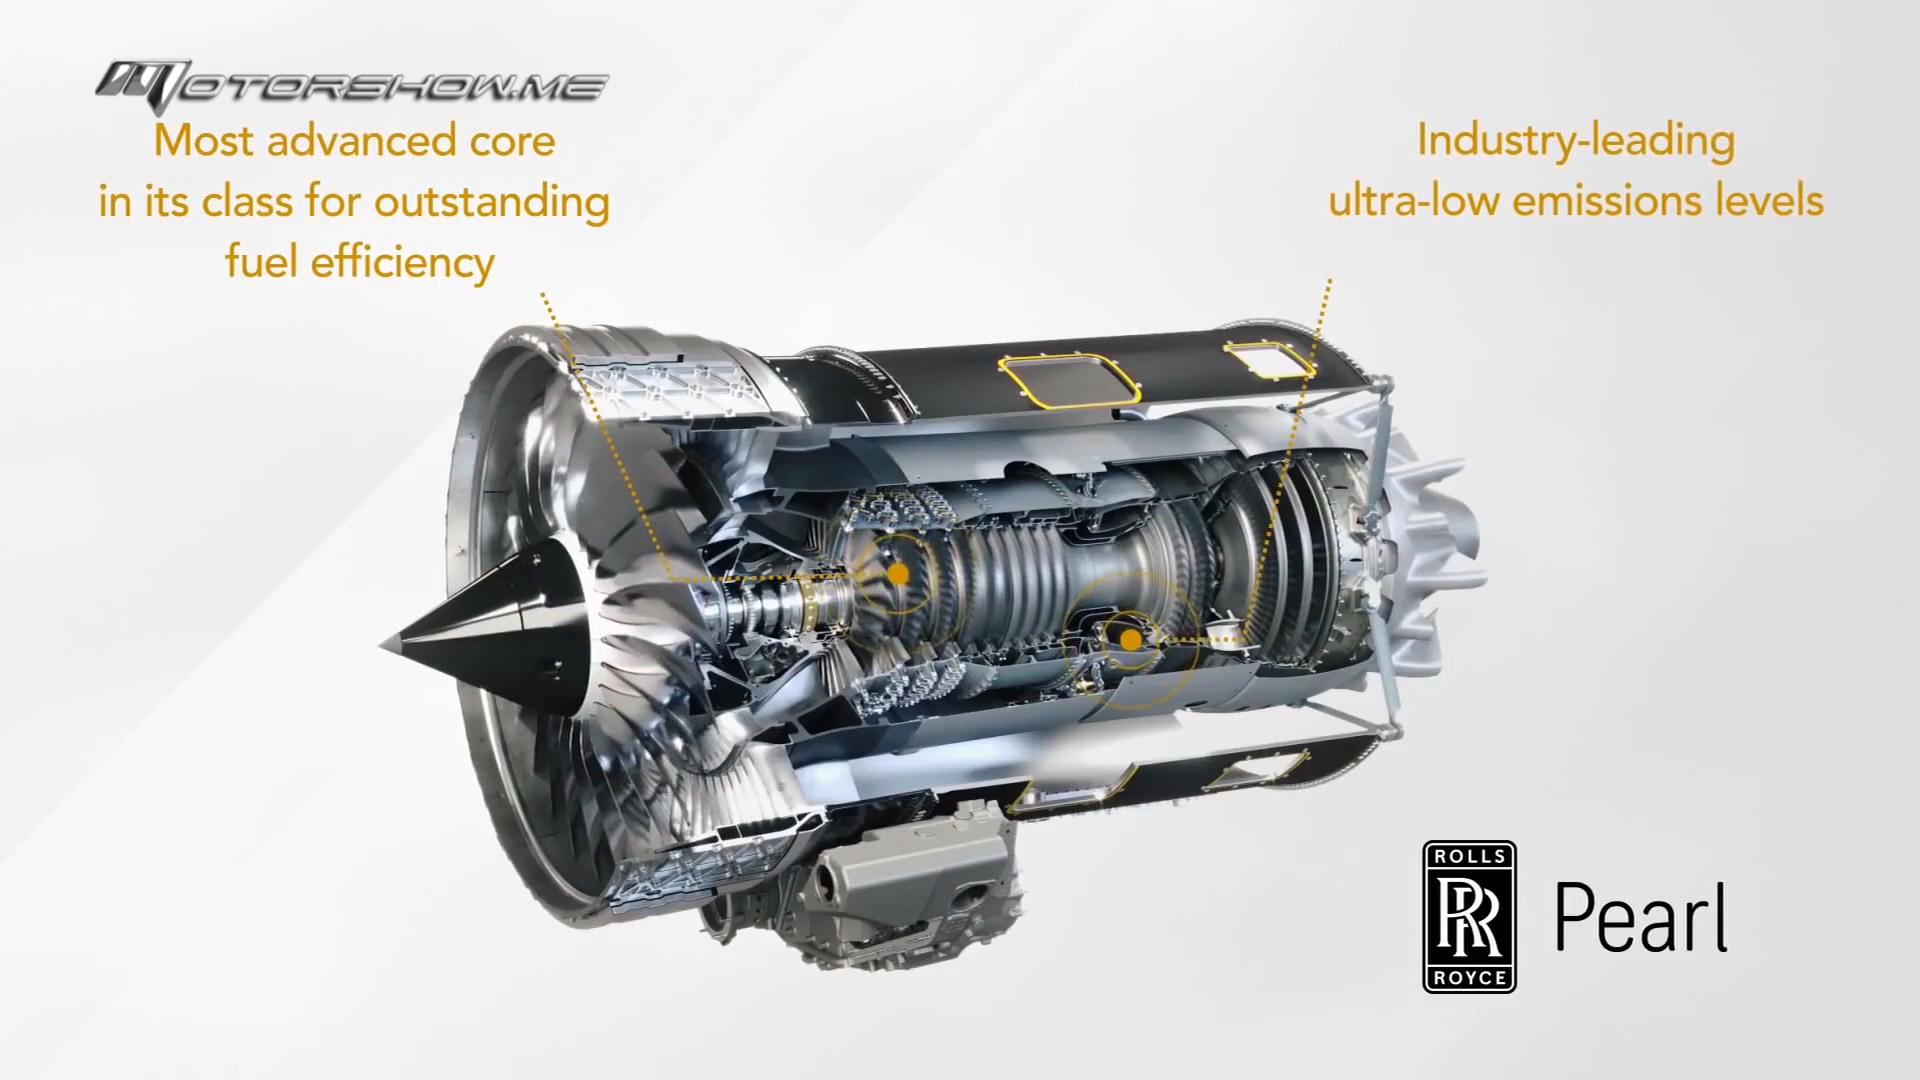 MOTORSHOW.ME
Most advanced core
in its class for outstanding
fuel efficiency
Industry-leading
ultra-low emissions levels
ROLLS
RR
ROYCE
Pearl